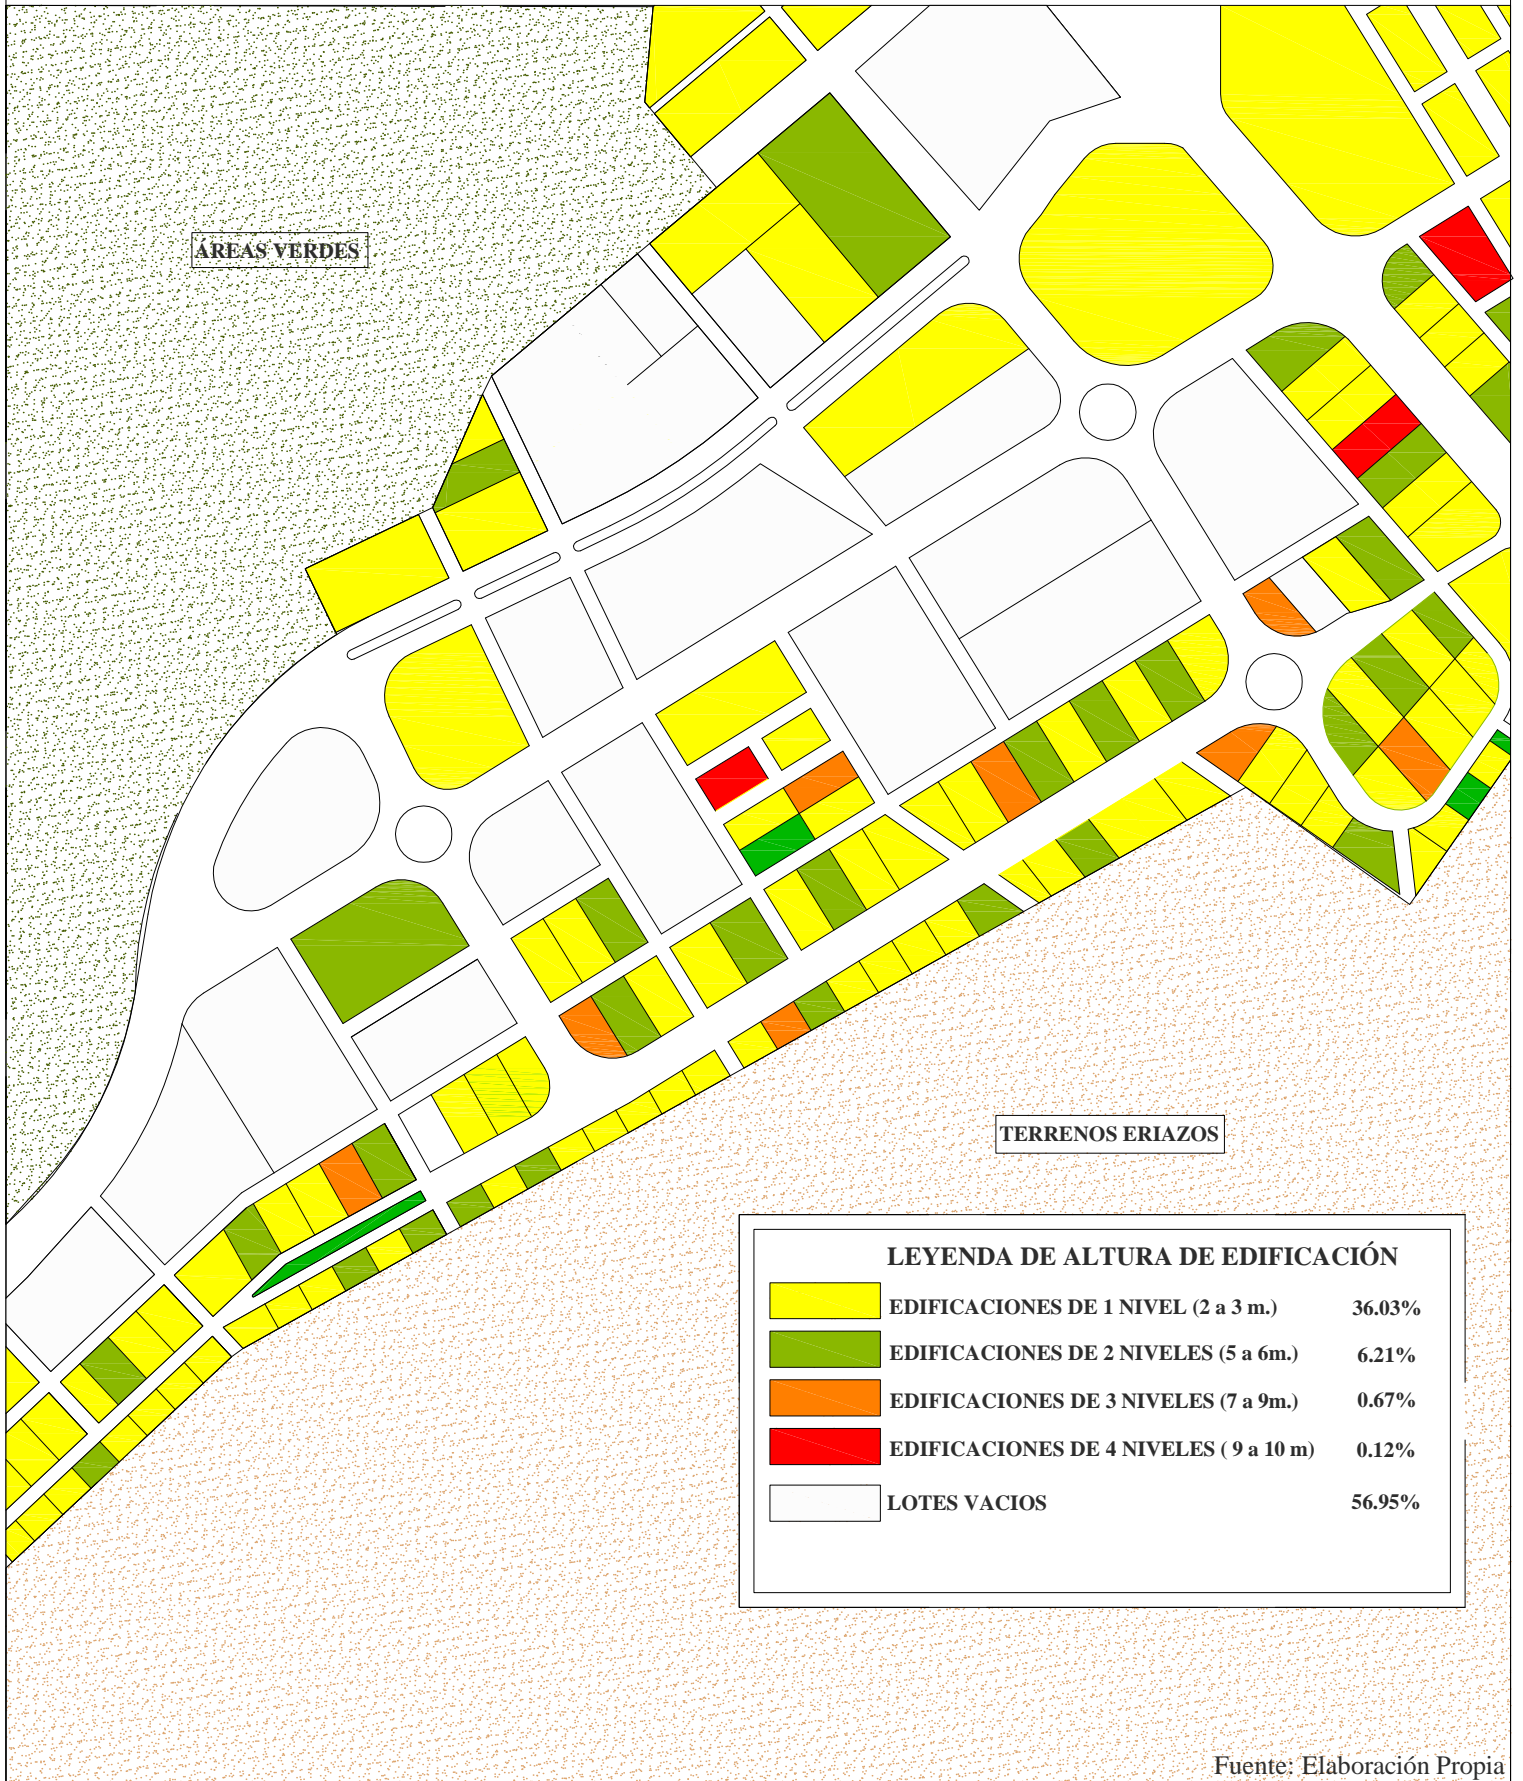 ÁREAS VERDES
TERRENOS ERIAZOS
LEYENDA DE ALTURA DE EDIFICACIÓN
EDIFICACIONES DE 1 NIVEL (2 a 3 m.) 36.03%
EDIFICACIONES DE 2 NIVELES (5 a 6m.) 6.21%
EDIFICACIONES DE 3 NIVELES (7 a 9m.) 0.67%
EDIFICACIONES DE 4 NIVELES ( 9 a 10 m) 0.12%
LOTES VACIOS 56.95%
Fuente: Elaboración Propia